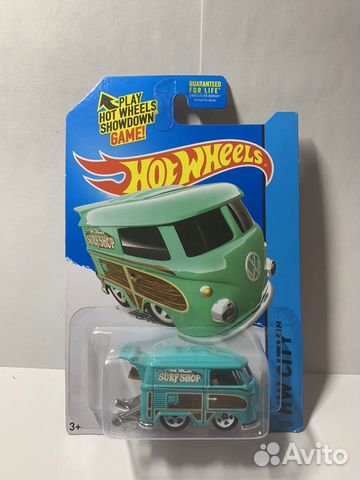 PLAY
HOT WHEELS
SHOWDOWN
GAME!
GUARANTEED
FOR LIFE
HOT WHEELS
SURF SHOP
SURF-SHOP
HW CITY
3+
Avito